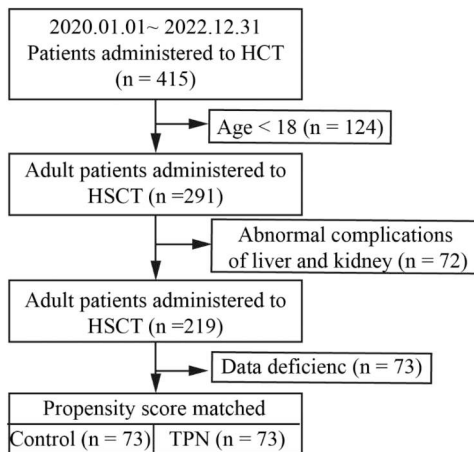 2020.01.01~ 2022.12.31
Patients administered to HCT
(n = 415)
Age < 18 (n = 124)
Adult patients administered to
HSCT (n =291)
Abnormal complications
of liver and kidney (n = 72)
Adult patients administered to
HSCT (n =219)
Data deficienc (n = 73)
Propensity score matched
Control (n = 73) TPN (n = 73)